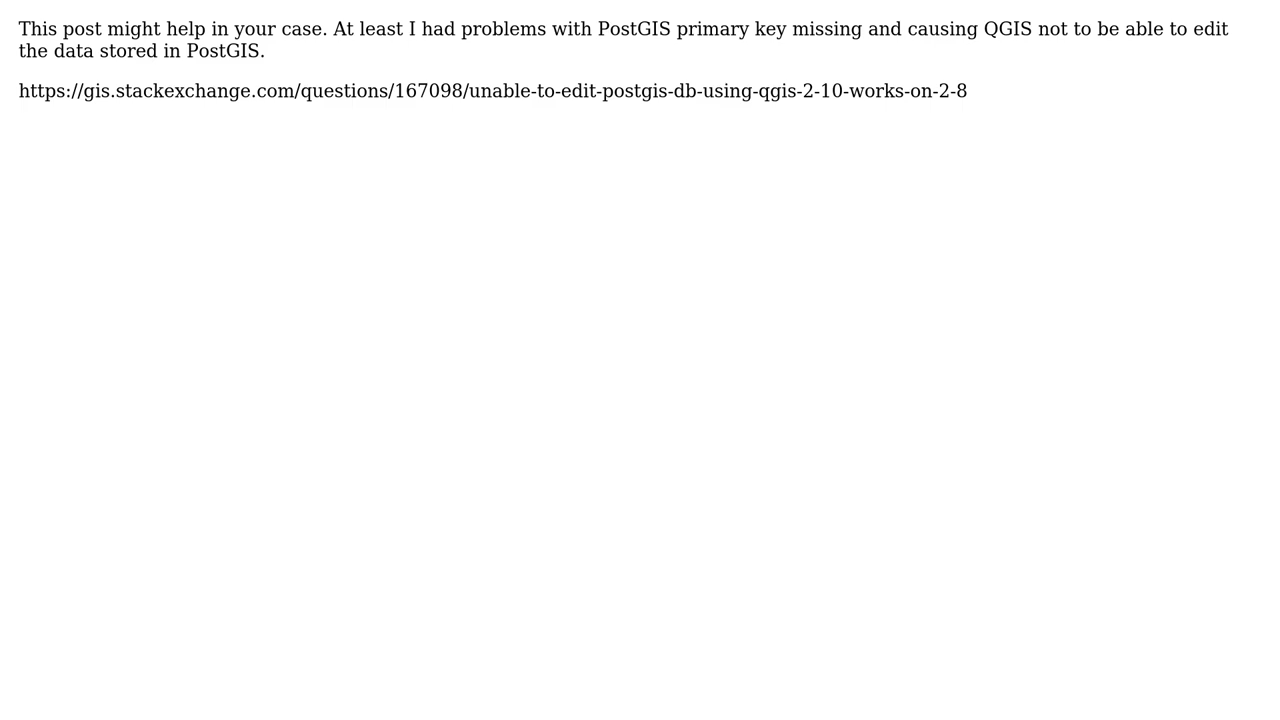 This post might help in your case. At least I had problems with PostGIS primary key missing and causing QGIS not to be able to edit
the data stored in PostGIS.
https://gis.stackexchange.com/questions/167098/unable-to-edit-postgis-db-using-qgis-2-10-works-on-2-8